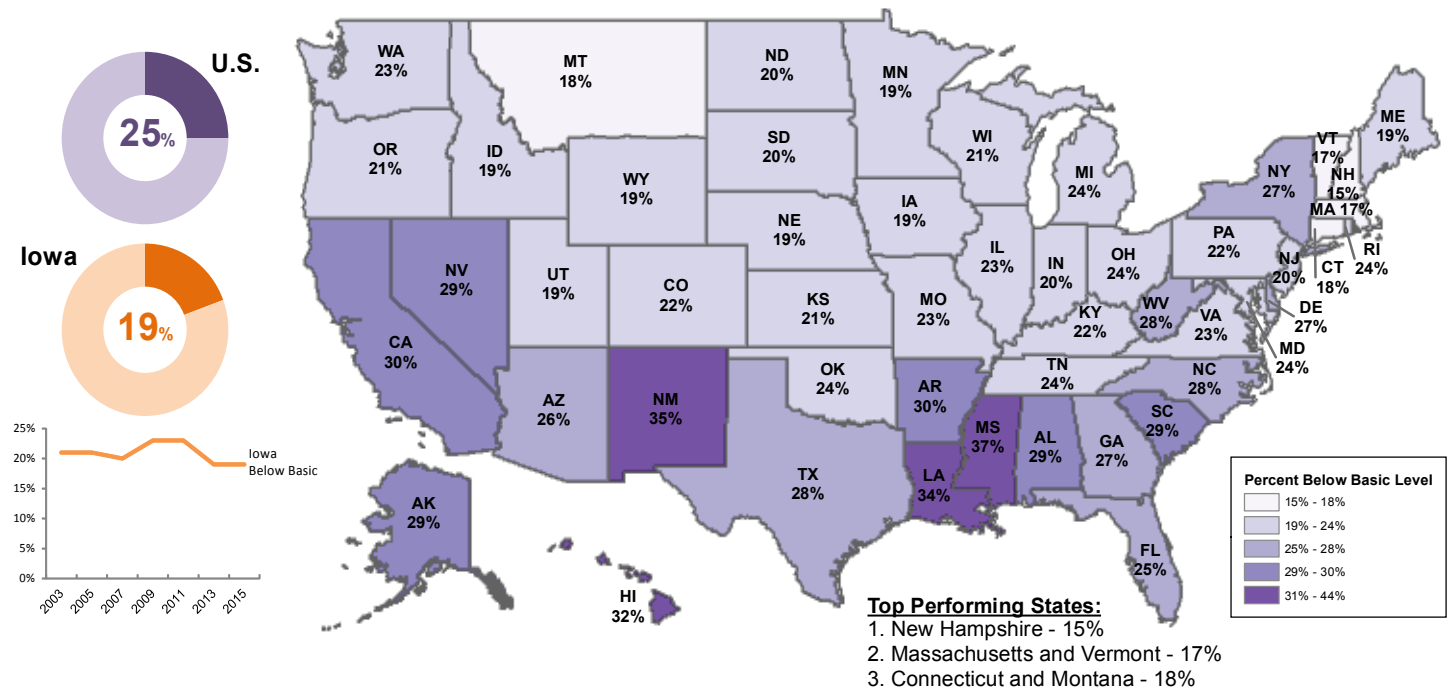 U.S.
25%
Iowa
19%
25%
20%
15%
10%
5%
0%
2003
2005
2007
2009
2011
2013
2015
Iowa
Below Basic
WA
23%
MT
18%
ND
20%
MN
19%
ME
19%
OR
21%
ID
19%
SD
20%
WI
21%
MI
24%
VT
17%
NH
15%
NY
27%
MA 17%
WY
19%
IA
19%
NE
19%
PA
22%
RI
24%
CT
18%
NJ
20%
NV
29%
UT
19%
CO
22%
IL
23%
IN
20%
OH
24%
KS
21%
MO
23%
KY
22%
WV
28%
VA
23%
DE
27%
MD
24%
CA
30%
AZ
26%
NM
35%
OK
24%
AR
30%
TN
24%
NC
28%
SC
29%
MS
37%
AL
29%
GA
27%
TX
28%
LA
34%
FL
25%
AK
29%
HI
32%
Percent Below Basic Level
15% - 18%
19% - 24%
25% - 28%
29% - 30%
31% - 44%
Top Performing States:
1. New Hampshire - 15%
2. Massachusetts and Vermont - 17%
3. Connecticut and Montana - 18%